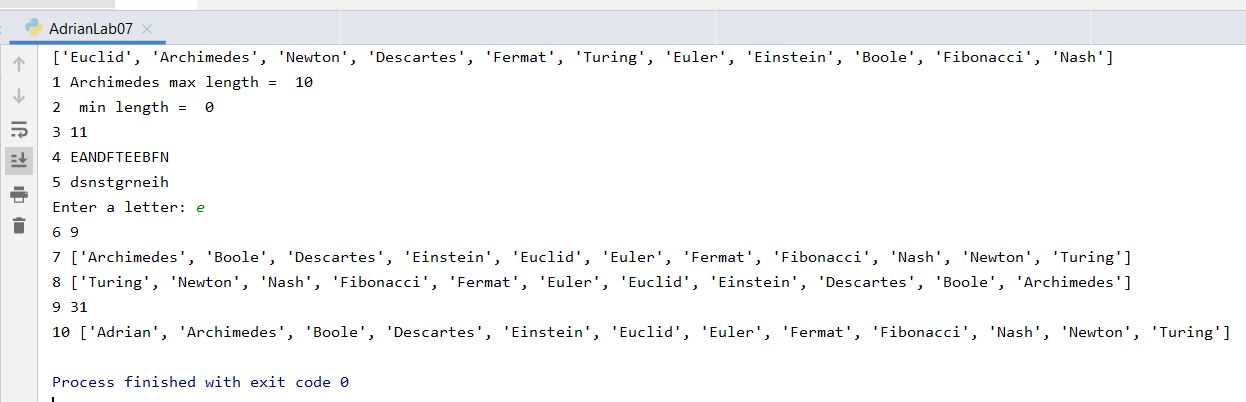 AdrianLab07
['Euclid', 'Archimedes', 'Newton', 'Descartes', 'Fermat', 'Turing', 'Euler', 'Einstein', 'Boole', 'Fibonacci', 'Nash']
1 Archimedes max length =  10
2  min length =  0
3 11
4 EANDFTEEBFN
5 dsnstgrneih
Enter a letter: e
6 9
7 ['Archimedes', 'Boole', 'Descartes', 'Einstein', 'Euclid', 'Euler', 'Fermat', 'Fibonacci', 'Nash', 'Newton', 'Turing']
8 ['Turing', 'Newton', 'Nash', 'Fibonacci', 'Fermat', 'Euler', 'Euclid', 'Einstein', 'Descartes', 'Boole', 'Archimedes']
9 31
10 ['Adrian', 'Archimedes', 'Boole', 'Descartes', 'Einstein', 'Euclid', 'Euler', 'Fermat', 'Fibonacci', 'Nash', 'Newton', 'Turing']
Process finished with exit code 0